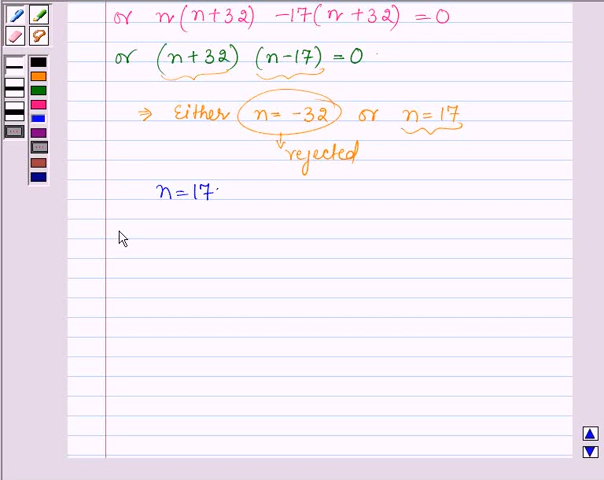 or n(n+32) -17(n+32) = 0
or (n+32) (n-17) = 0
⇒ Either n = -32 or n = 17
rejected
n = 17.